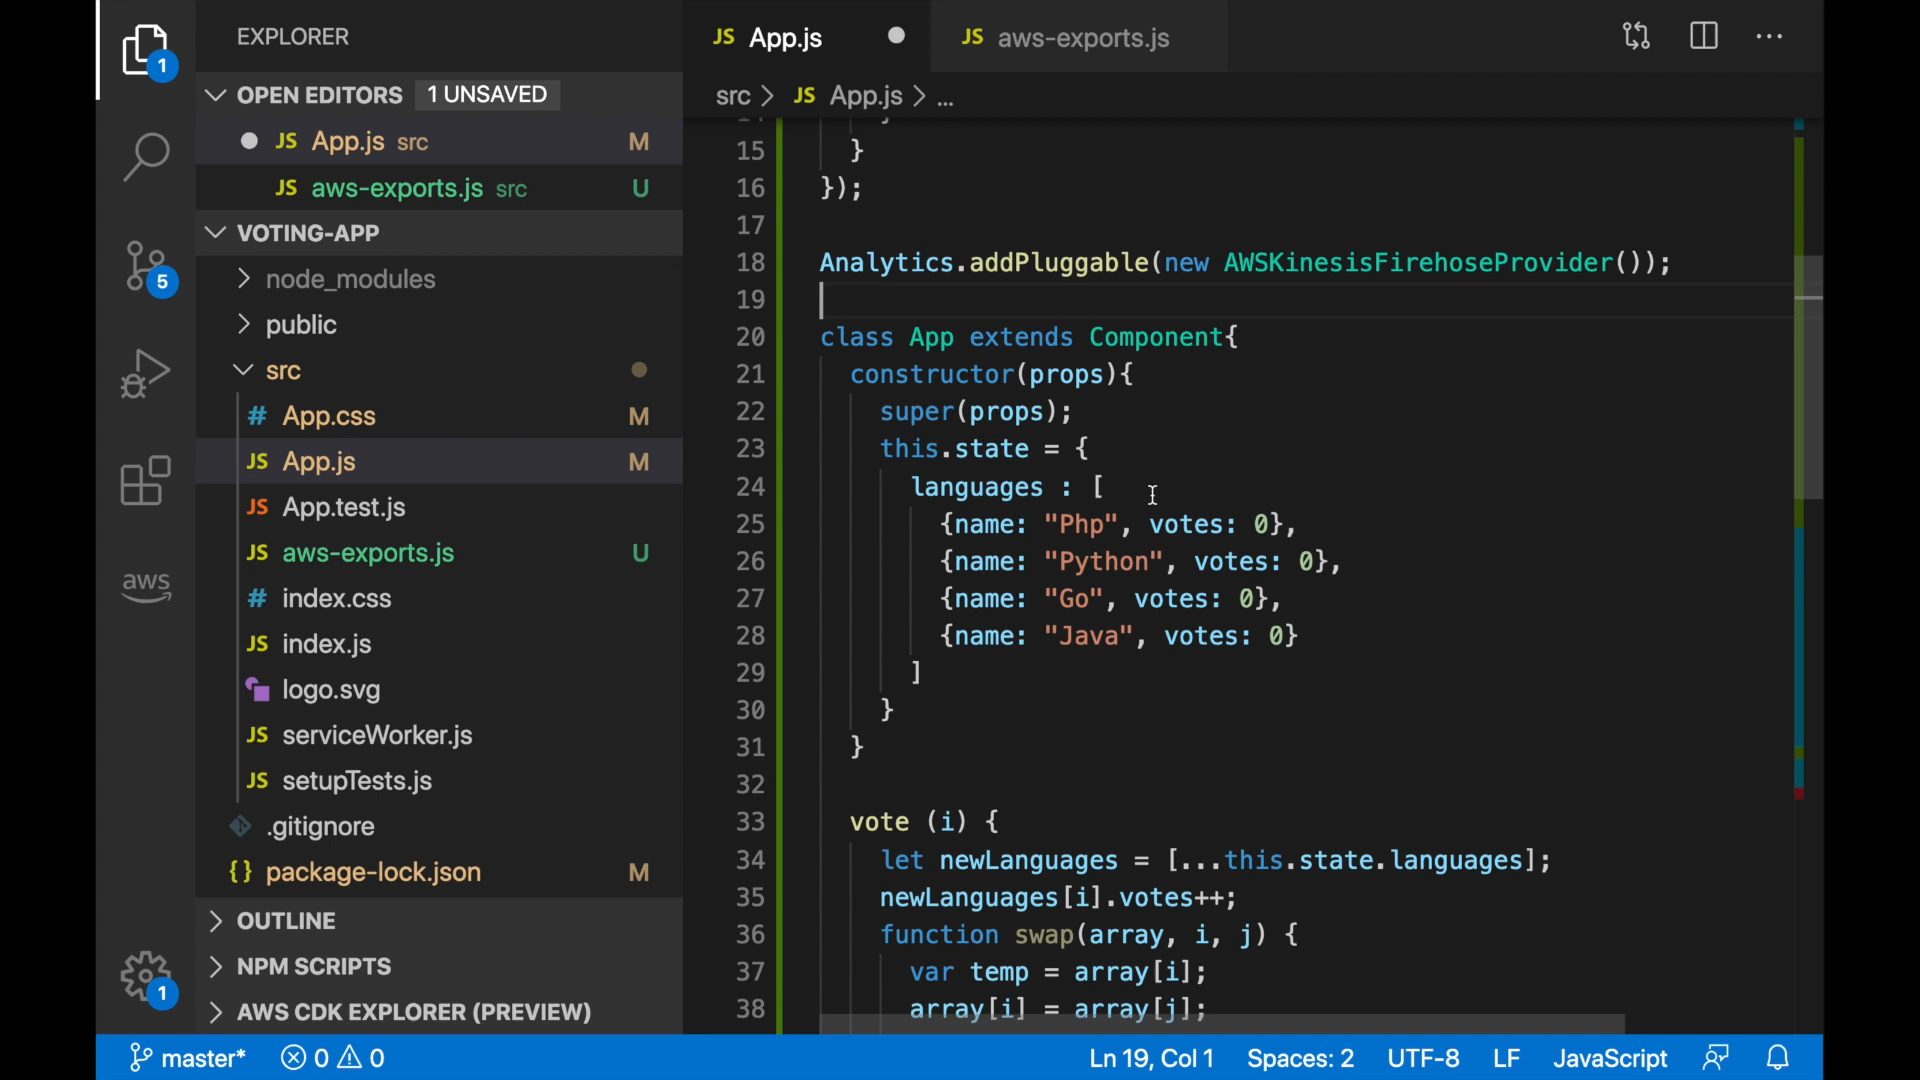 EXPLORER
JS App.js
JS aws-exports.js
1
OPEN EDITORS 1 UNSAVED
JS App.js src M
JS aws-exports.js src U
VOTING-APP
node_modules
public
src
# App.css M
JS App.js M
JS App.test.js
JS aws-exports.js U
# index.css
JS index.js
logo.svg
JS serviceWorker.js
JS setupTests.js
.gitignore
{} package-lock.json M
OUTLINE
NPM SCRIPTS
AWS CDK EXPLORER (PREVIEW)
5
aws
1
src > JS App.js > ...
15 }
16 });
17
18 Analytics.addPluggable(new AWSKinesisFirehoseProvider());
19
20 class App extends Component{
21 constructor(props){
22 super(props);
23 this.state = {
24 languages : [
25 {name: "Php", votes: 0},
26 {name: "Python", votes: 0},
27 {name: "Go", votes: 0},
28 {name: "Java", votes: 0}
29 ]
30 }
31 }
32
33 vote (i) {
34 let newLanguages = [...this.state.languages];
35 newLanguages[i].votes++;
36 function swap(array, i, j) {
37 var temp = array[i];
38 array[i] = array[j];
master* 0 0
Ln 19, Col 1 Spaces: 2 UTF-8 LF JavaScript